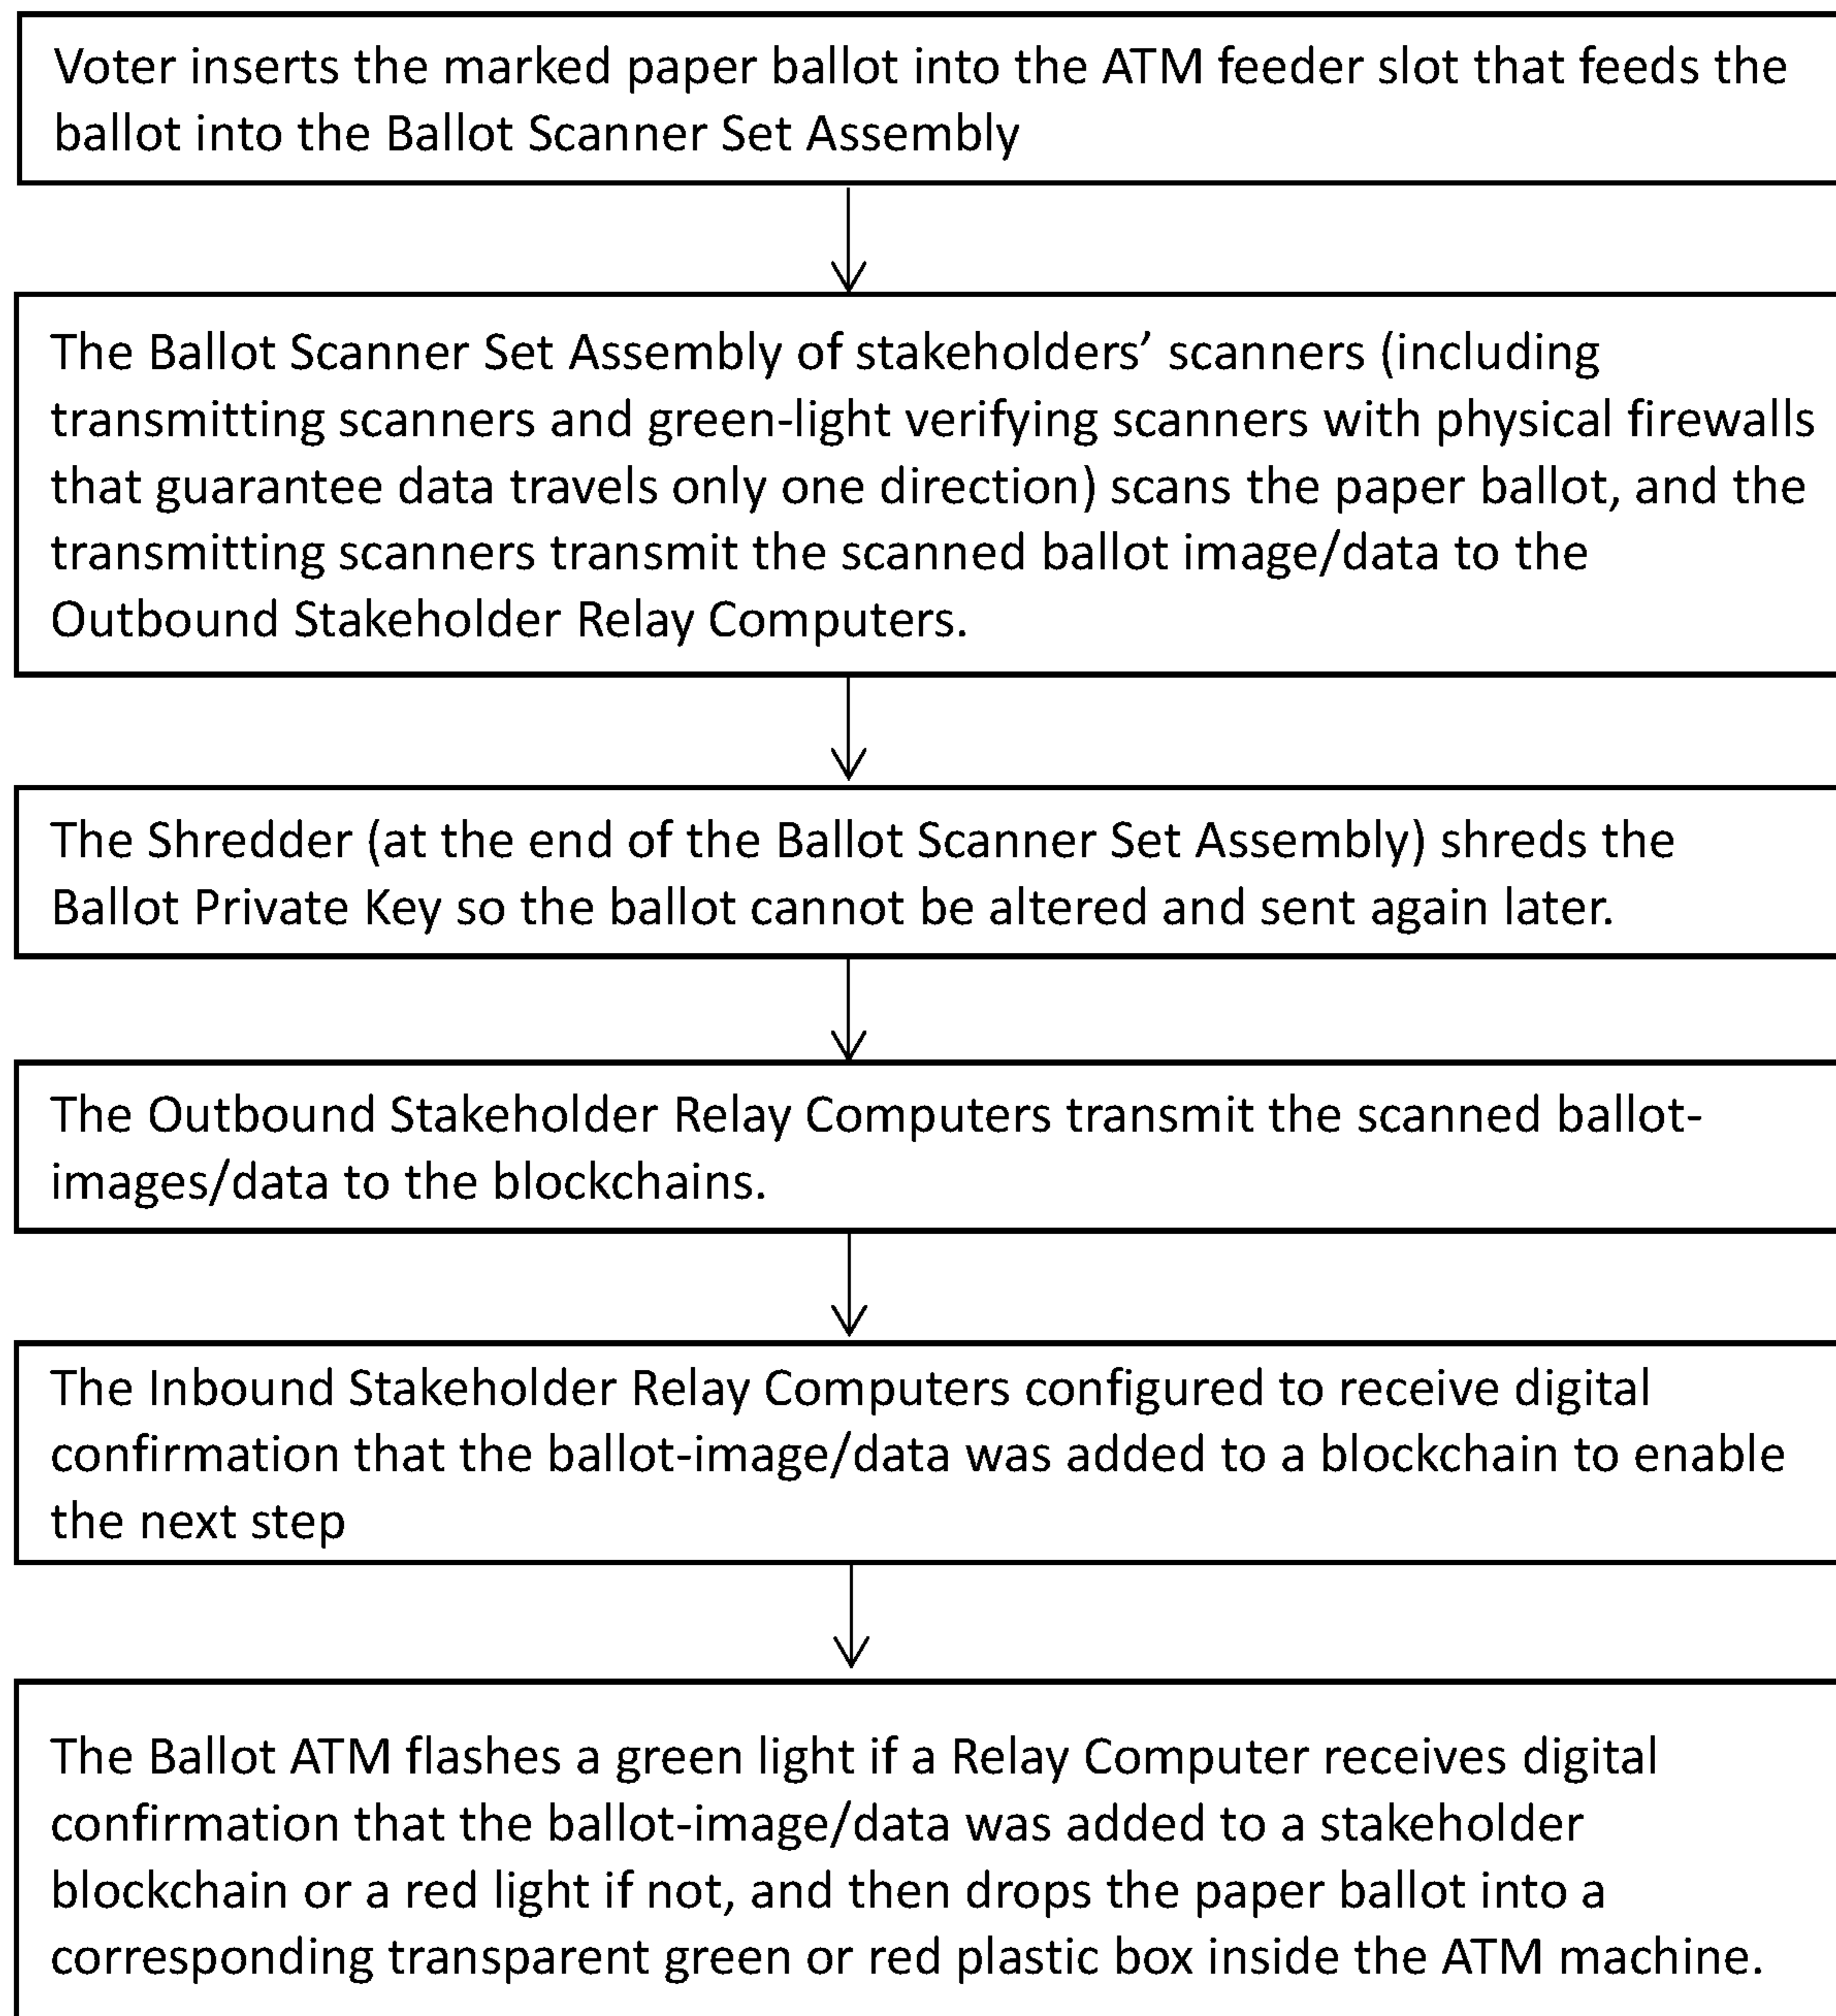 Voter inserts the marked paper ballot into the ATM feeder slot that feeds the
ballot into the Ballot Scanner Set Assembly
The Ballot Scanner Set Assembly of stakeholders’ scanners (including
transmitting scanners and green-light verifying scanners with physical firewalls
that guarantee data travels only one direction) scans the paper ballot, and the
transmitting scanners transmit the scanned ballot image/data to the
Outbound Stakeholder Relay Computers.
The Shredder (at the end of the Ballot Scanner Set Assembly) shreds the
Ballot Private Key so the ballot cannot be altered and sent again later.
The Outbound Stakeholder Relay Computers transmit the scanned ballot-
images/data to the blockchains.
The Inbound Stakeholder Relay Computers configured to receive digital
confirmation that the ballot-image/data was added to a blockchain to enable
the next step
The Ballot ATM flashes a green light if a Relay Computer receives digital
confirmation that the ballot-image/data was added to a stakeholder
blockchain or a red light if not, and then drops the paper ballot into a
corresponding transparent green or red plastic box inside the ATM machine.